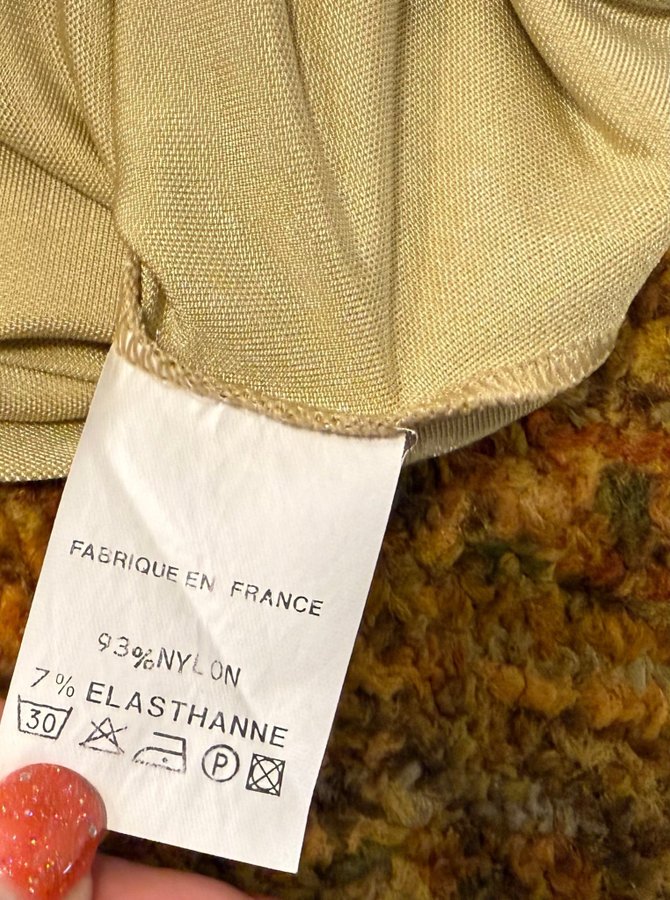 FABRIQUE EN FRANCE
93% NYLON
7% ELASTHANNE
30 P